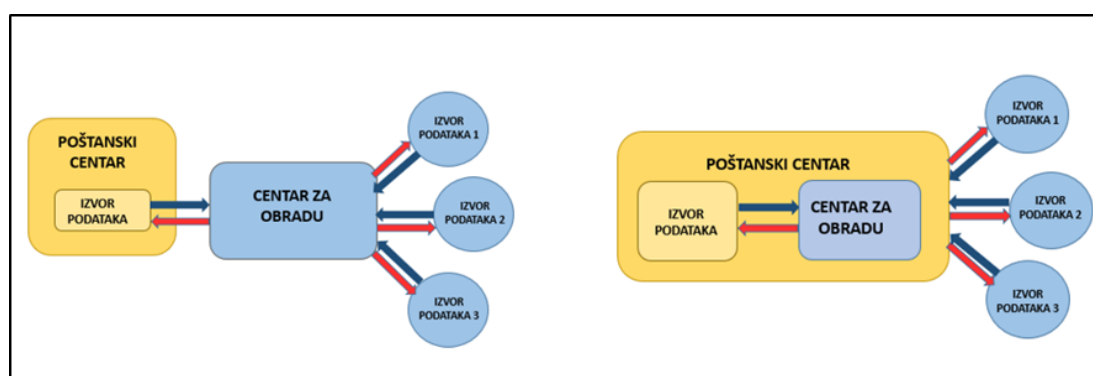 POŠTANSKI
CENTAR
IZVOR
PODATAKA
CENTAR ZA
OBRADU
IZVOR
PODATAKA 1
IZVOR
PODATAKA 2
IZVOR
PODATAKA 3
POŠTANSKI CENTAR
IZVOR
PODATAKA
CENTAR ZA
OBRADU
IZVOR
PODATAKA 1
IZVOR
PODATAKA 2
IZVOR
PODATAKA 3